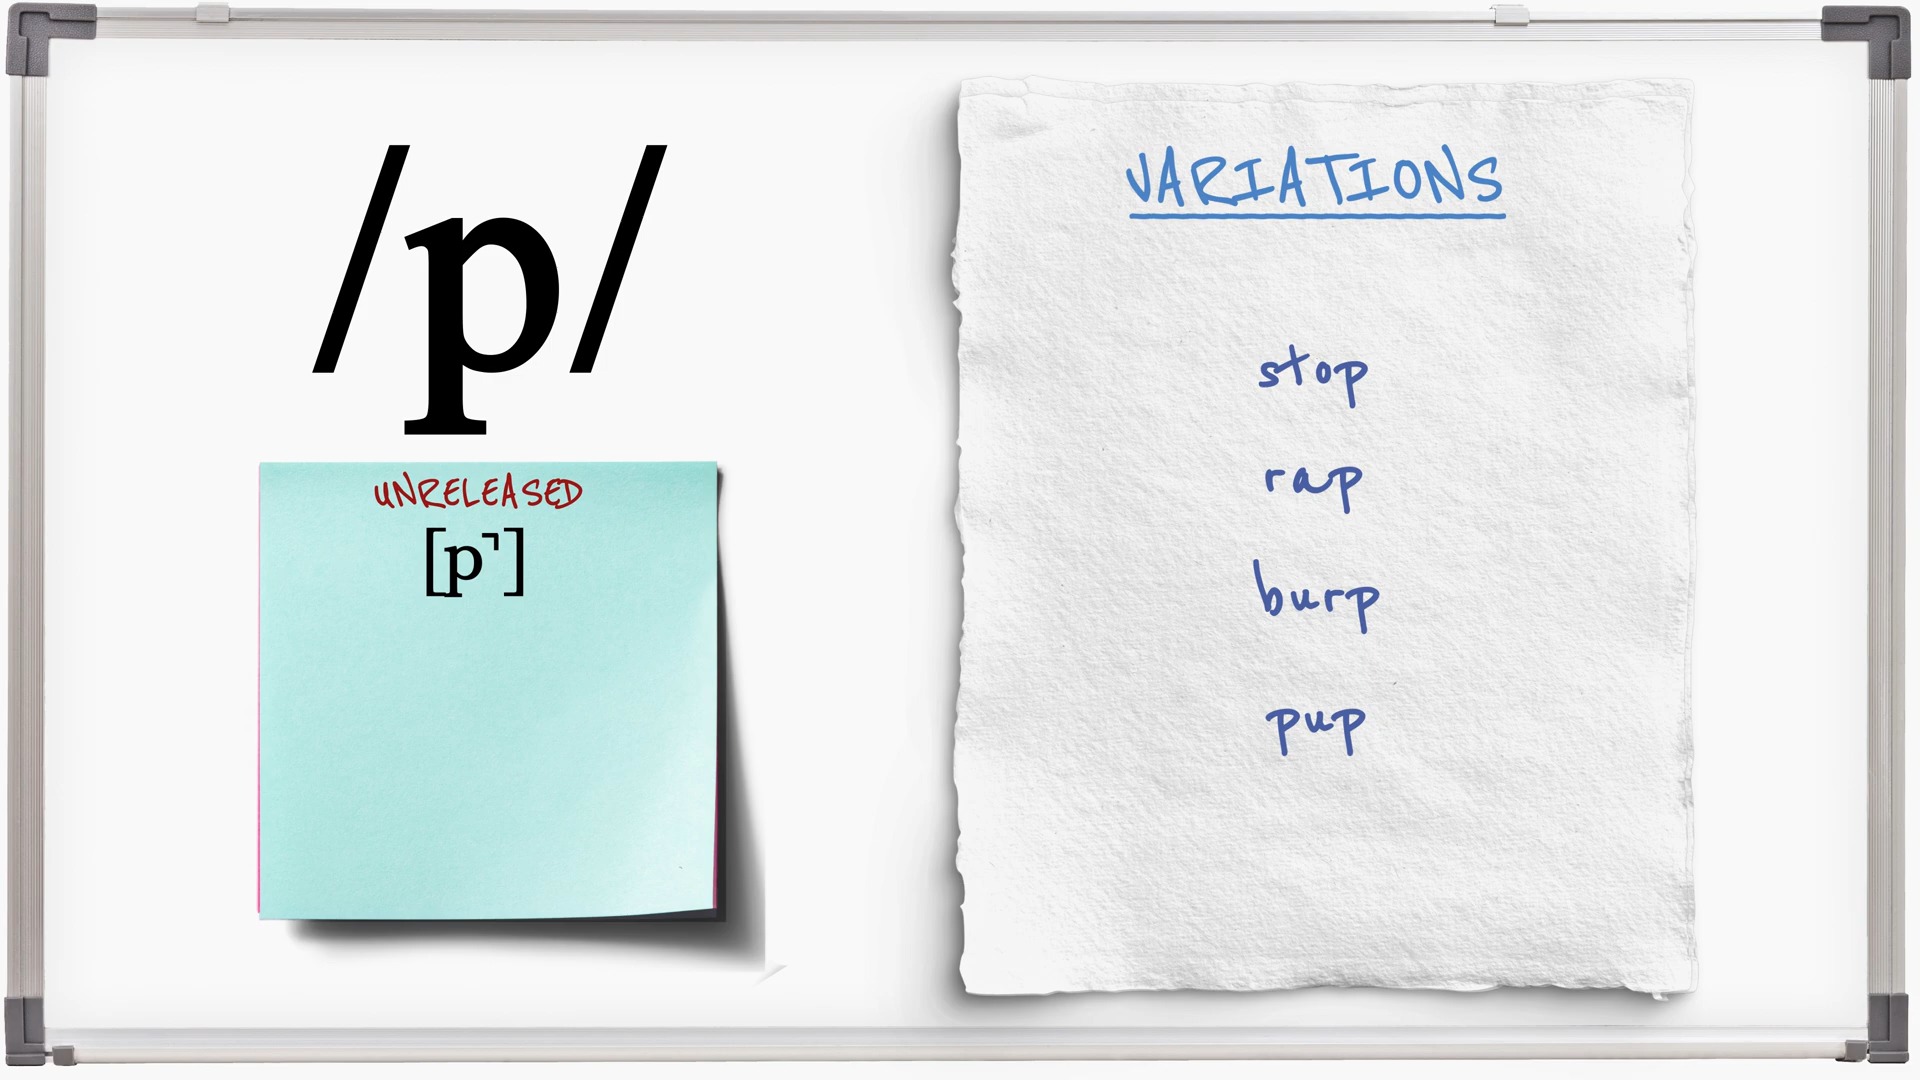 /p/
UNRELEASED
[p̚]
VARIATIONS
stop
rap
burp
pup